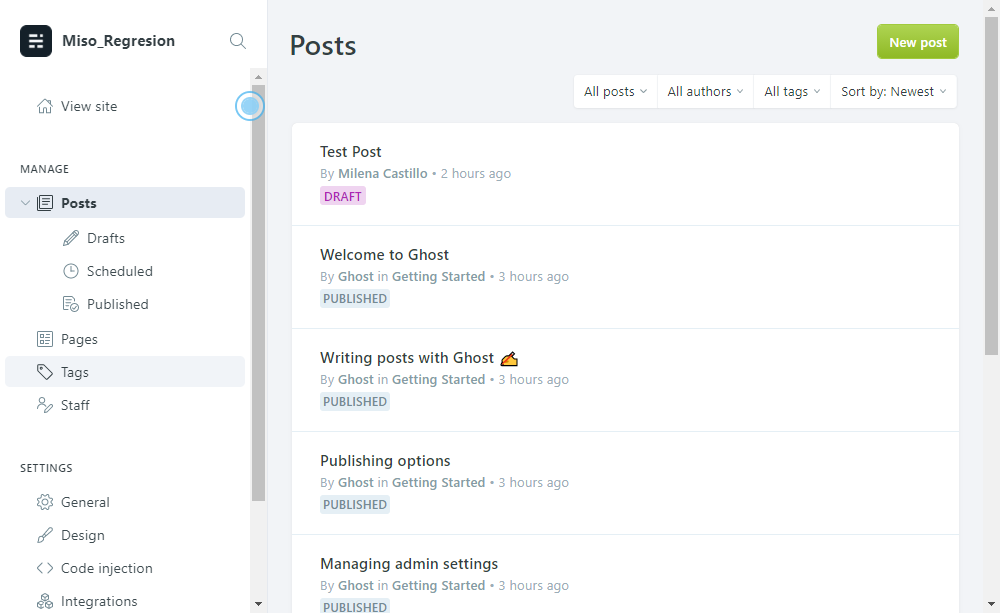 Miso_Regresion
View site
MANAGE
Posts
Drafts
Scheduled
Published
Pages
Tags
Staff
SETTINGS
General
Design
Code injection
Integrations
Posts
New post
All posts
All authors
All tags
Sort by: Newest
Test Post
By Milena Castillo • 2 hours ago
DRAFT
Welcome to Ghost
By Ghost in Getting Started • 3 hours ago
PUBLISHED
Writing posts with Ghost ✍️
By Ghost in Getting Started • 3 hours ago
PUBLISHED
Publishing options
By Ghost in Getting Started • 3 hours ago
PUBLISHED
Managing admin settings
By Ghost in Getting Started • 3 hours ago
PUBLISHED